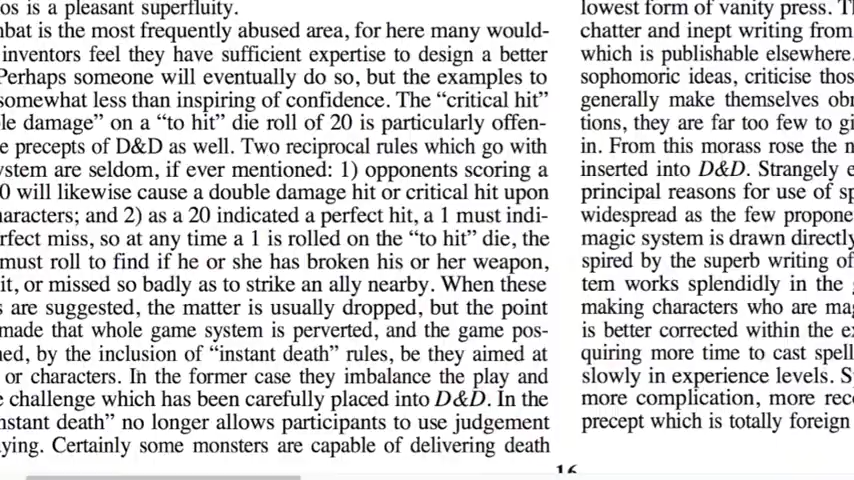 os is a pleasant superfluity.
mbat is the most frequently abused area, for here many would-
inventors feel they have sufficient expertise to design a better
Perhaps someone will eventually do so, but the examples to
somewhat less than inspiring of confidence. The “critical hit”
le damage” on a “to hit” die roll of 20 is particularly offen-
e precepts of D&D as well. Two reciprocal rules which go with
ystem are seldom, if ever mentioned: 1) opponents scoring a
0 will likewise cause a double damage hit or critical hit upon
haracters; and 2) as a 20 indicated a perfect hit, a 1 must indi-
rfect miss, so at any time a 1 is rolled on the “to hit” die, the
must roll to find if he or she has broken his or her weapon,
it, or missed so badly as to strike an ally nearby. When these
s are suggested, the matter is usually dropped, but the point
made that whole game system is perverted, and the game pos-
ned, by the inclusion of “instant death” rules, be they aimed at
or characters. In the former case they imbalance the play and
e challenge which has been carefully placed into D&D. In the
nstant death” no longer allows participants to use judgement
ying. Certainly some monsters are capable of delivering death
lowest form of vanity press. T
chatter and inept writing from
which is publishable elsewhere.
sophomoric ideas, criticise thos
generally make themselves ob
tions, they are far too few to gi
in. From this morass rose the n
inserted into D&D. Strangely e
principal reasons for use of sp
widespread as the few propone
magic system is drawn directly
spired by the superb writing of
tem works splendidly in the
making characters who are ma
is better corrected within the e
quiring more time to cast spell
slowly in experience levels. S
more complication, more rec
precept which is totally foreign
16